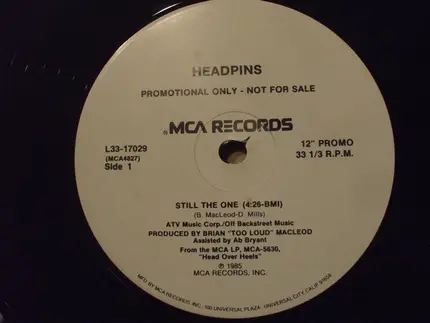 HEADPINS
PROMOTIONAL ONLY - NOT FOR SALE
®MCA RECORDS
L33-17029
(MCA4827)
Side 1
12" PROMO
33 1/3 R.P.M.
STILL THE ONE (4:26-BMI)
(B. MacLeod-D. Mills)
ATV Music Corp./Off Backstreet Music
PRODUCED BY BRIAN "TOO LOUD" MACLEOD
Assisted by Ab Bryant
From the MCA LP, MCA-5630,
"Head Over Heels"
℗ 1985
MCA RECORDS, INC.
MFD. BY MCA RECORDS, INC. 100 UNIVERSAL PLAZA UNIVERSAL CITY, CALIF. 91608